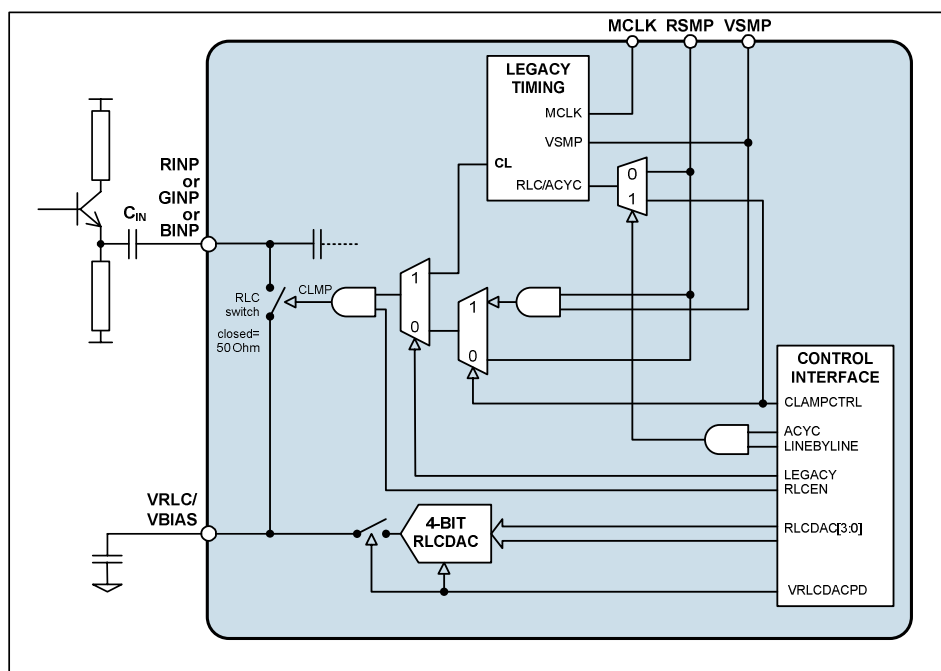 MCLK RSMP VSMP
LEGACY
TIMING
MCLK
VSMP
CL
RLC/ACYC
0
1
RINP
or
GINP
or
BINP
CIN
RLC
switch
closed=
50 Ohm
CLMP
1
0
1
0
CONTROL
INTERFACE
CLAMPCTRL
ACYC
LINEBYLINE
LEGACY
RLCEN
VRLC/
VBIAS
4-BIT
RLCDAC
RLCDAC[3:0]
VRLCDACPD